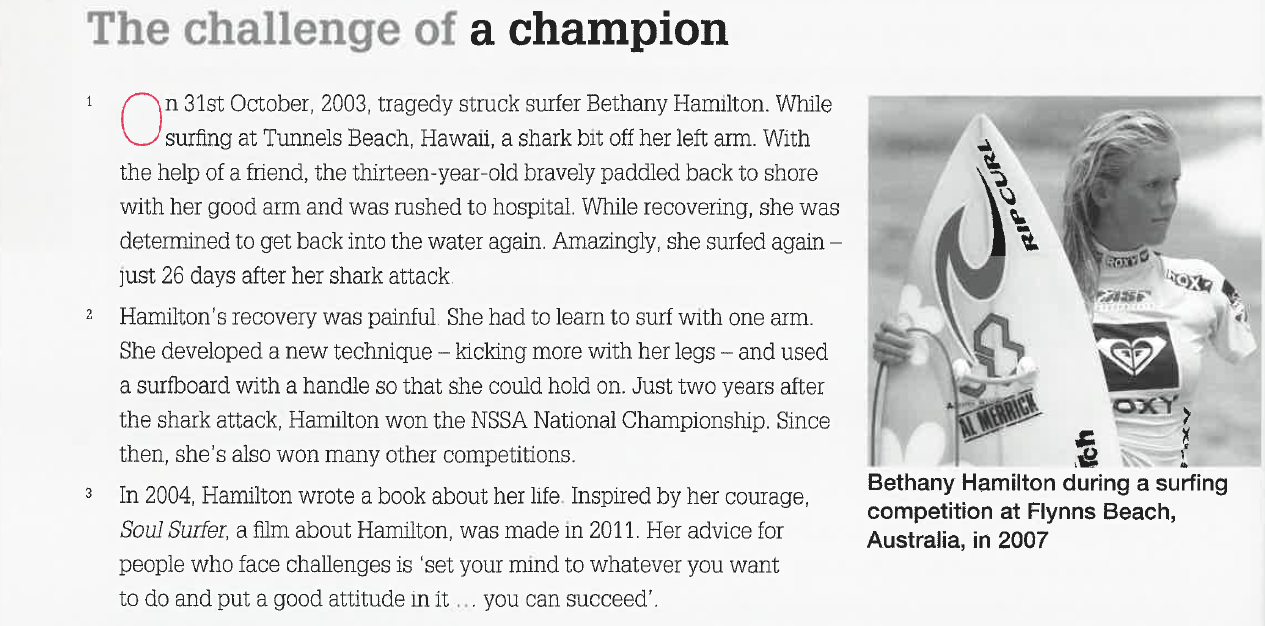 The challenge of a champion
1 On 31st October, 2003, tragedy struck surfer Bethany Hamilton. While
surfing at Tunnels Beach, Hawaii, a shark bit off her left arm. With
the help of a friend, the thirteen-year-old bravely paddled back to shore
with her good arm and was rushed to hospital. While recovering, she was
determined to get back into the water again. Amazingly, she surfed again –
just 26 days after her shark attack.
2 Hamilton's recovery was painful. She had to learn to surf with one arm.
She developed a new technique – kicking more with her legs – and used
a surfboard with a handle so that she could hold on. Just two years after
the shark attack, Hamilton won the NSSA National Championship. Since
then, she's also won many other competitions.
3 In 2004, Hamilton wrote a book about her life. Inspired by her courage,
Soul Surfer, a film about Hamilton, was made in 2011. Her advice for
people who face challenges is 'set your mind to whatever you want
to do and put a good attitude in it ... you can succeed'.
RIPCURL
AL MERRICK
ROXY
ROXY
OXY
Bethany Hamilton during a surfing
competition at Flynns Beach,
Australia, in 2007